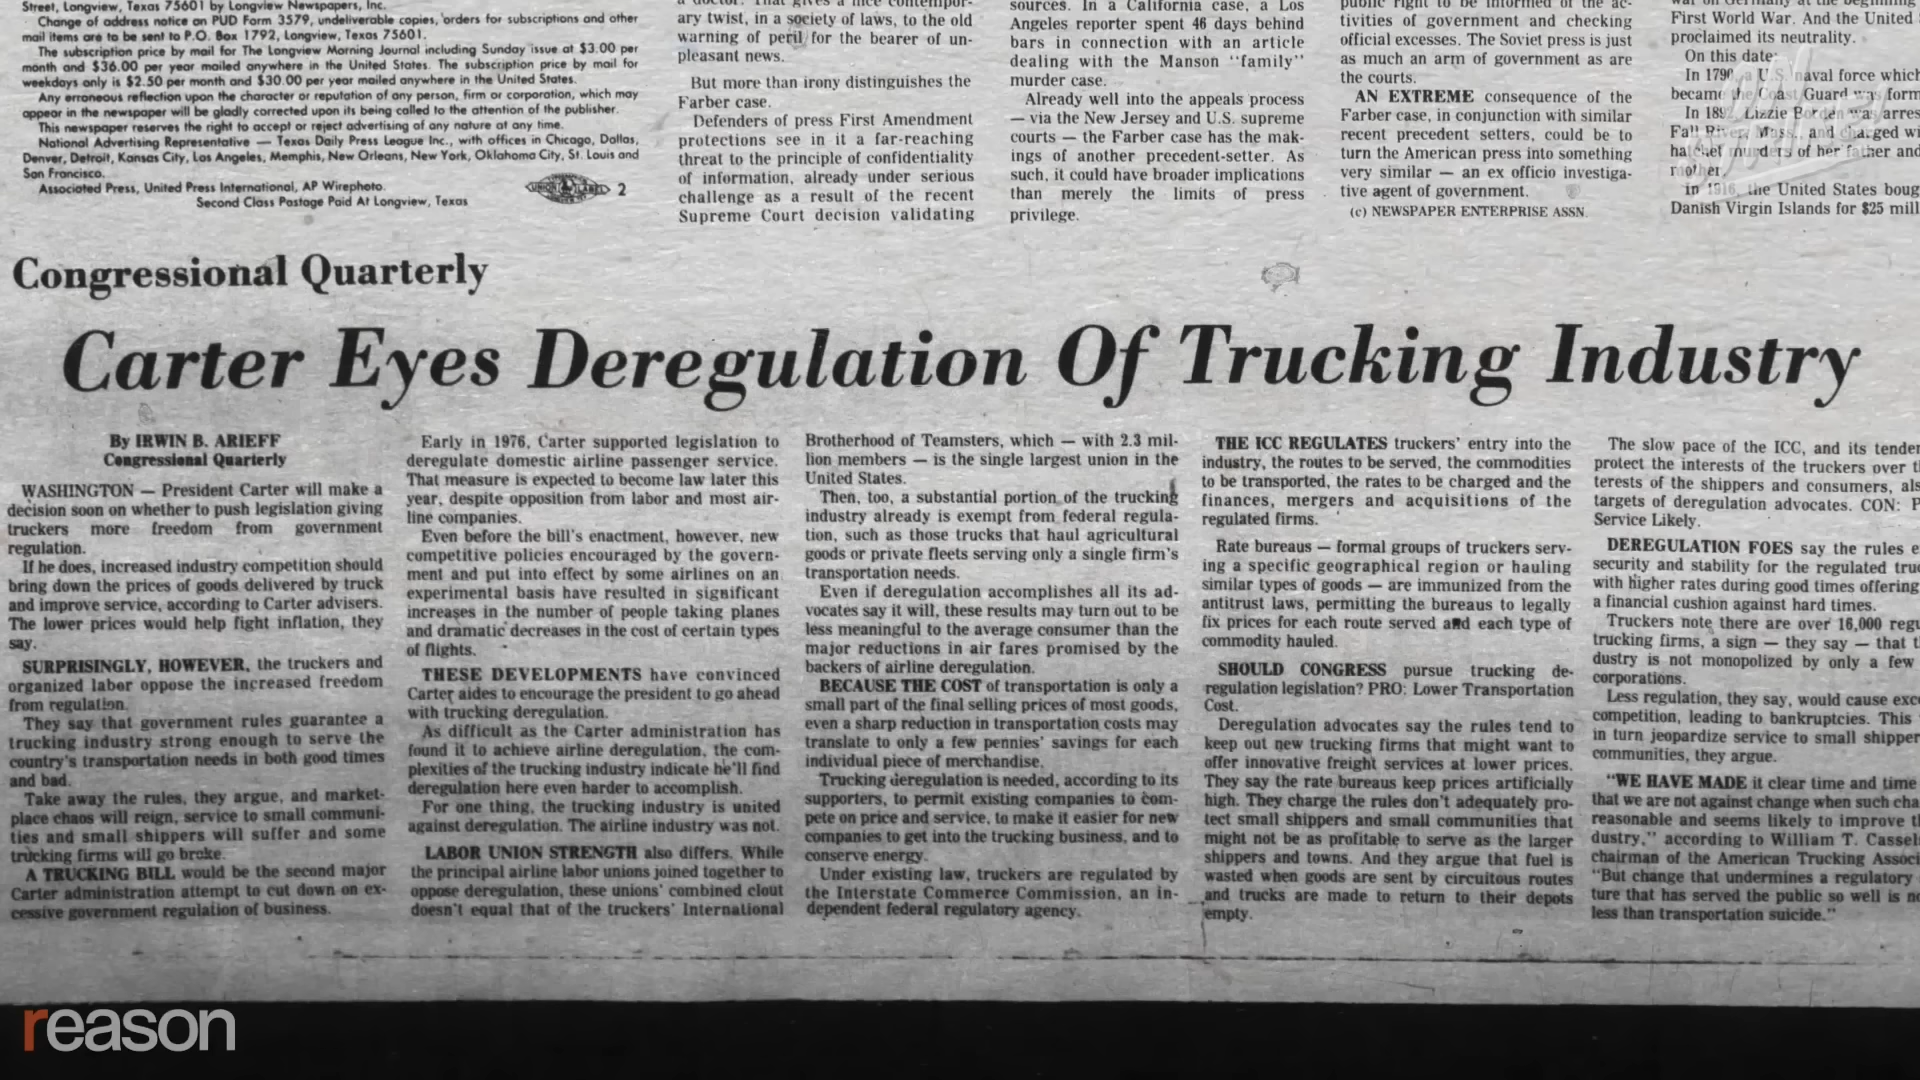 Street, Longview, Texas 75601 by Longview Newspapers, Inc.
Change of address notice on PUD Form 3579, undeliverable copies, orders for subscriptions and other
mail items are to be sent to P.O. Box 1792, Longview, Texas 75601.
The subscription price by mail for The Longview Morning Journal including Sunday issue at $3.00 per
month and $36.00 per year mailed anywhere in the United States. The subscription price by mail for
weekdays only is $2.50 per month and $30.00 per year mailed anywhere in the United States.
Any erroneous reflection upon the character or reputation of any person, firm or corporation, which may
appear in the newspaper will be gladly corrected upon its being called to the attention of the publisher.
This newspaper reserves the right to accept or reject advertising of any nature at any time.
National Advertising Representative — Texas Daily Press League Inc., with offices in Chicago, Dallas,
Denver, Detroit, Kansas City, Los Angeles, Memphis, New Orleans, New York, Oklahoma City, St. Louis and
San Francisco.
Associated Press, United Press International, AP Wirephoto.
UNION LABEL 2
Second Class Postage Paid At Longview, Texas
ary twist, in a society of laws, to the old
warning of peril for the bearer of un-
pleasant news.
But more than irony distinguishes the
Farber case.
Defenders of press First Amendment
protections see in it a far-reaching
threat to the principle of confidentiality
of information, already under serious
challenge as a result of the recent
Supreme Court decision validating
sources. In a California case, a Los
Angeles reporter spent 46 days behind
bars in connection with an article
dealing with the Manson "family"
murder case.
Already well into the appeals process
— via the New Jersey and U.S. supreme
courts — the Farber case has the mak-
ings of another precedent-setter. As
such, it could have broader implications
than merely the limits of press
privilege.
public right to be informed of the ac-
tivities of government and checking
official excesses. The Soviet press is just
as much an arm of government as are
the courts.
AN EXTREME consequence of the
Farber case, in conjunction with similar
recent precedent setters, could be to
turn the American press into something
very similar — an ex officio investiga-
tive agent of government.
(c) NEWSPAPER ENTERPRISE ASSN.
First World War. And the United
proclaimed its neutrality.
On this date:
In 1790, a U.S. naval force which
became the Coast Guard was form
In 1892, Lizzie Borden was arres
Fall River, Mass., and charged wi
hatchet murders of her father and
mother.
In 1916, the United States boug
Danish Virgin Islands for $25 mill
Congressional Quarterly
Carter Eyes Deregulation Of Trucking Industry
By IRWIN B. ARIEFF
Congressional Quarterly
WASHINGTON — President Carter will make a
decision soon on whether to push legislation giving
truckers more freedom from government
regulation.
If he does, increased industry competition should
bring down the prices of goods delivered by truck
and improve service, according to Carter advisers.
The lower prices would help fight inflation, they
say.
SURPRISINGLY, HOWEVER, the truckers and
organized labor oppose the increased freedom
from regulation.
They say that government rules guarantee a
trucking industry strong enough to serve the
country's transportation needs in both good times
and bad.
Take away the rules, they argue, and market-
place chaos will reign, service to small communi-
ties and small shippers will suffer and some
trucking firms will go broke.
A TRUCKING BILL would be the second major
Carter administration attempt to cut down on ex-
cessive government regulation of business.
Early in 1976, Carter supported legislation to
deregulate domestic airline passenger service.
That measure is expected to become law later this
year, despite opposition from labor and most air-
line companies.
Even before the bill's enactment, however, new
competitive policies encouraged by the govern-
ment and put into effect by some airlines on an
experimental basis have resulted in significant
increases in the number of people taking planes
and dramatic decreases in the cost of certain types
of flights.
THESE DEVELOPMENTS have convinced
Carter aides to encourage the president to go ahead
with trucking deregulation.
As difficult as the Carter administration has
found it to achieve airline deregulation, the com-
plexities of the trucking industry indicate he'll find
deregulation here even harder to accomplish.
For one thing, the trucking industry is united
against deregulation. The airline industry was not.
LABOR UNION STRENGTH also differs. While
the principal airline labor unions joined together to
oppose deregulation, these unions' combined clout
doesn't equal that of the truckers' International
Brotherhood of Teamsters, which — with 2.3 mil-
lion members — is the single largest union in the
United States.
Then, too, a substantial portion of the trucking
industry already is exempt from federal regula-
tion, such as those trucks that haul agricultural
goods or private fleets serving only a single firm's
transportation needs.
Even if deregulation accomplishes all its ad-
vocates say it will, these results may turn out to be
less meaningful to the average consumer than the
major reductions in air fares promised by the
backers of airline deregulation.
BECAUSE THE COST of transportation is only a
small part of the final selling prices of most goods,
even a sharp reduction in transportation costs may
translate to only a few pennies' savings for each
individual piece of merchandise.
Trucking deregulation is needed, according to its
supporters, to permit existing companies to com-
pete on price and service, to make it easier for new
companies to get into the trucking business, and to
conserve energy.
Under existing law, truckers are regulated by
the Interstate Commerce Commission, an in-
dependent federal regulatory agency.
THE ICC REGULATES truckers' entry into the
industry, the routes to be served, the commodities
to be transported, the rates to be charged and the
finances, mergers and acquisitions of the
regulated firms.
Rate bureaus — formal groups of truckers serv-
ing a specific geographical region or hauling
similar types of goods — are immunized from the
antitrust laws, permitting the bureaus to legally
fix prices for each route served and each type of
commodity hauled.
SHOULD CONGRESS pursue trucking de-
regulation legislation? PRO: Lower Transportation
Cost.
Deregulation advocates say the rules tend to
keep out new trucking firms that might want to
offer innovative freight services at lower prices.
They say the rate bureaus keep prices artificially
high. They charge the rules don't adequately pro-
tect small shippers and small communities that
might not be as profitable to serve as the larger
shippers and towns. And they argue that fuel is
wasted when goods are sent by circuitous routes
and trucks are made to return to their depots
empty.
The slow pace of the ICC, and its tenden
protect the interests of the truckers over t
terests of the shippers and consumers, als
targets of deregulation advocates. CON: P
Service Likely.
DEREGULATION FOES say the rules e
security and stability for the regulated tru
with higher rates during good times offering
a financial cushion against hard times.
Truckers note there are over 16,000 regu
trucking firms, a sign — they say — that t
dustry is not monopolized by only a few
corporations.
Less regulation, they say, would cause exc
competition, leading to bankruptcies. This
in turn jeopardize service to small shipper
communities, they argue.
"WE HAVE MADE it clear time and time
that we are not against change when such cha
reasonable and seems likely to improve t
dustry," according to William T. Cassel
chairman of the American Trucking Associ
"But change that undermines a regulatory
ture that has served the public so well is no
less than transportation suicide."
reason